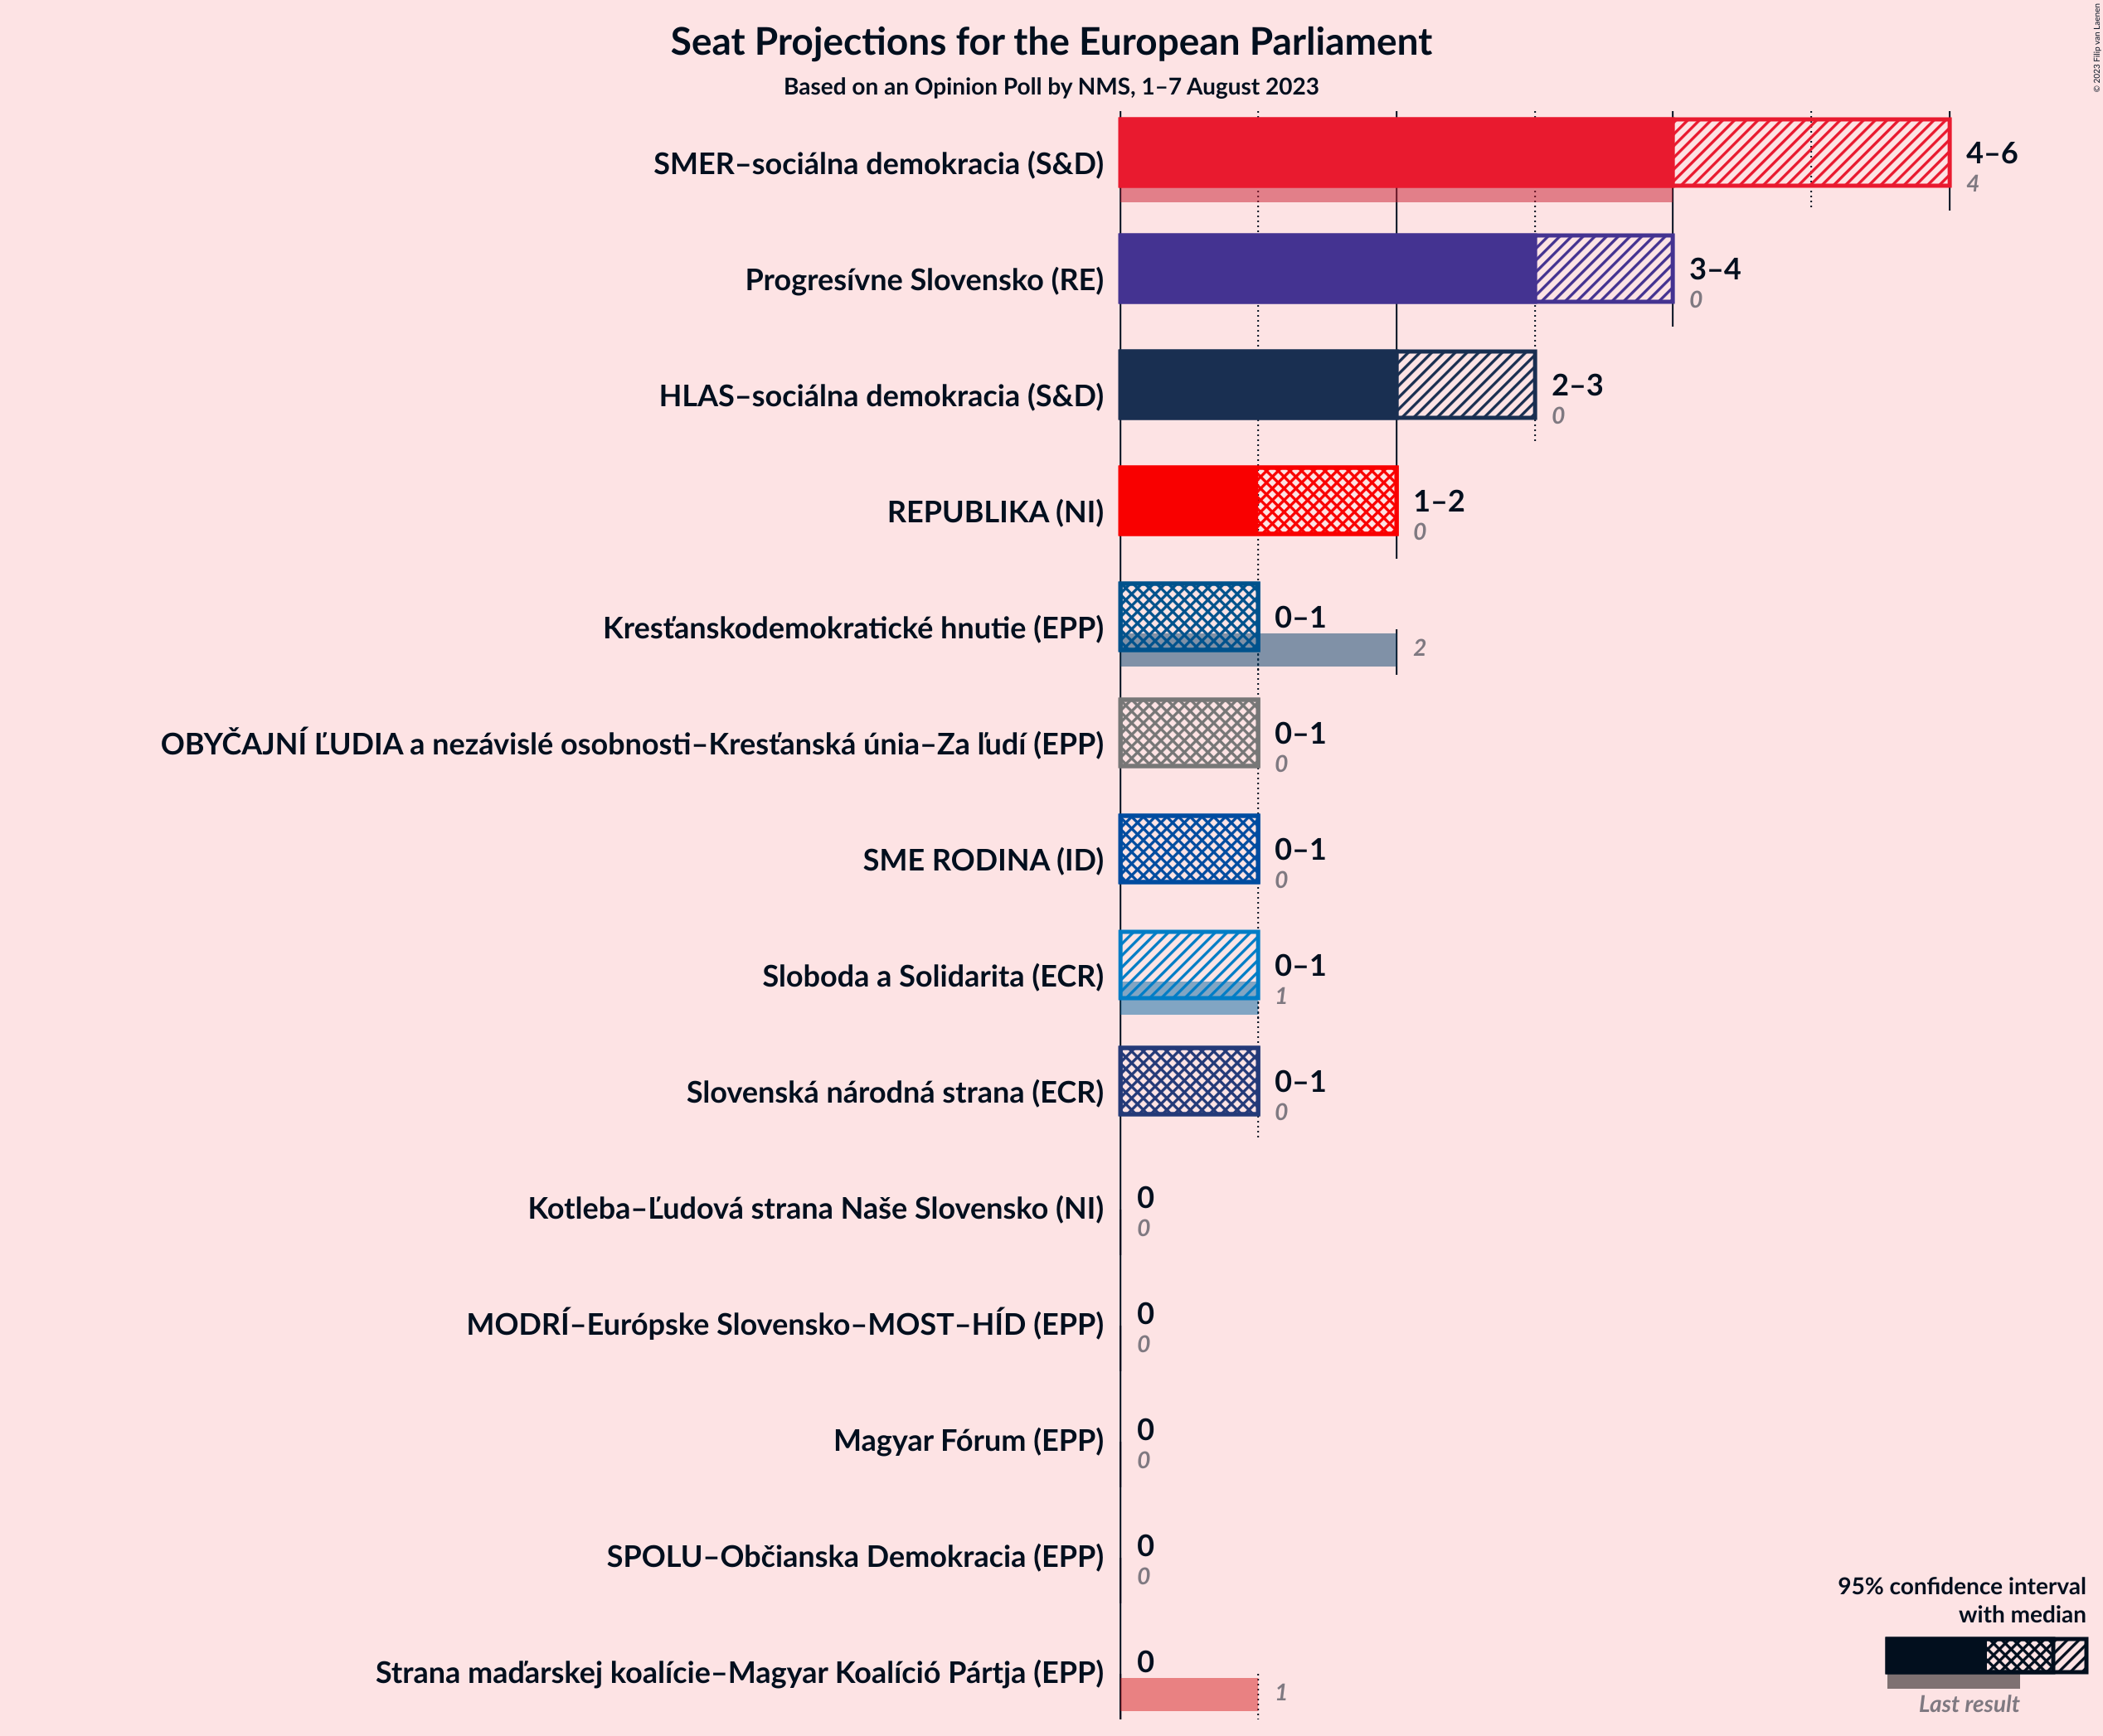 Seat Projections for the European Parliament
Based on an Opinion Poll by NMS, 1–7 August 2023
© 2023 Filip van Laenen
SMER–sociálna demokracia (S&D)
4–6
4
Progresívne Slovensko (RE)
3–4
0
HLAS–sociálna demokracia (S&D)
2–3
0
REPUBLIKA (NI)
1–2
0
Kresťanskodemokratické hnutie (EPP)
0–1
2
OBYČAJNÍ ĽUDIA a nezávislé osobnosti–Kresťanská únia–Za ľudí (EPP)
0–1
0
SME RODINA (ID)
0–1
0
Sloboda a Solidarita (ECR)
0–1
1
Slovenská národná strana (ECR)
0–1
0
Kotleba–Ľudová strana Naše Slovensko (NI)
0
0
MODRÍ–Európske Slovensko–MOST–HÍD (EPP)
0
0
Magyar Fórum (EPP)
0
0
SPOLU–Občianska Demokracia (EPP)
0
0
Strana maďarskej koalície–Magyar Koalíció Pártja (EPP)
0
1
95% confidence interval
with median
Last result